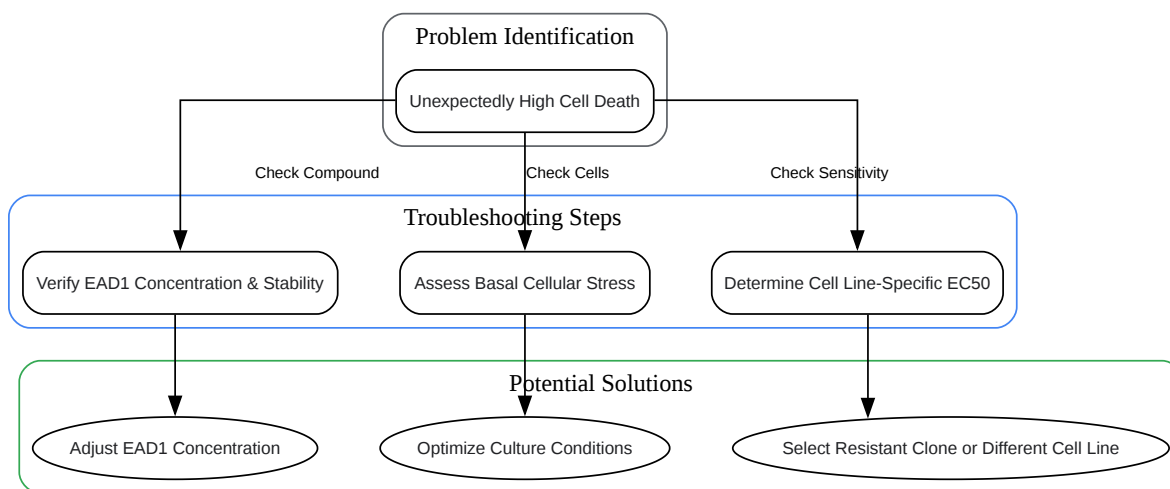 Problem Identification
Unexpectedly High Cell Death
Check Compound
Check Cells
Check Sensitivity
Troubleshooting Steps
Verify EAD1 Concentration & Stability
Assess Basal Cellular Stress
Determine Cell Line-Specific EC50
Potential Solutions
Adjust EAD1 Concentration
Optimize Culture Conditions
Select Resistant Clone or Different Cell Line